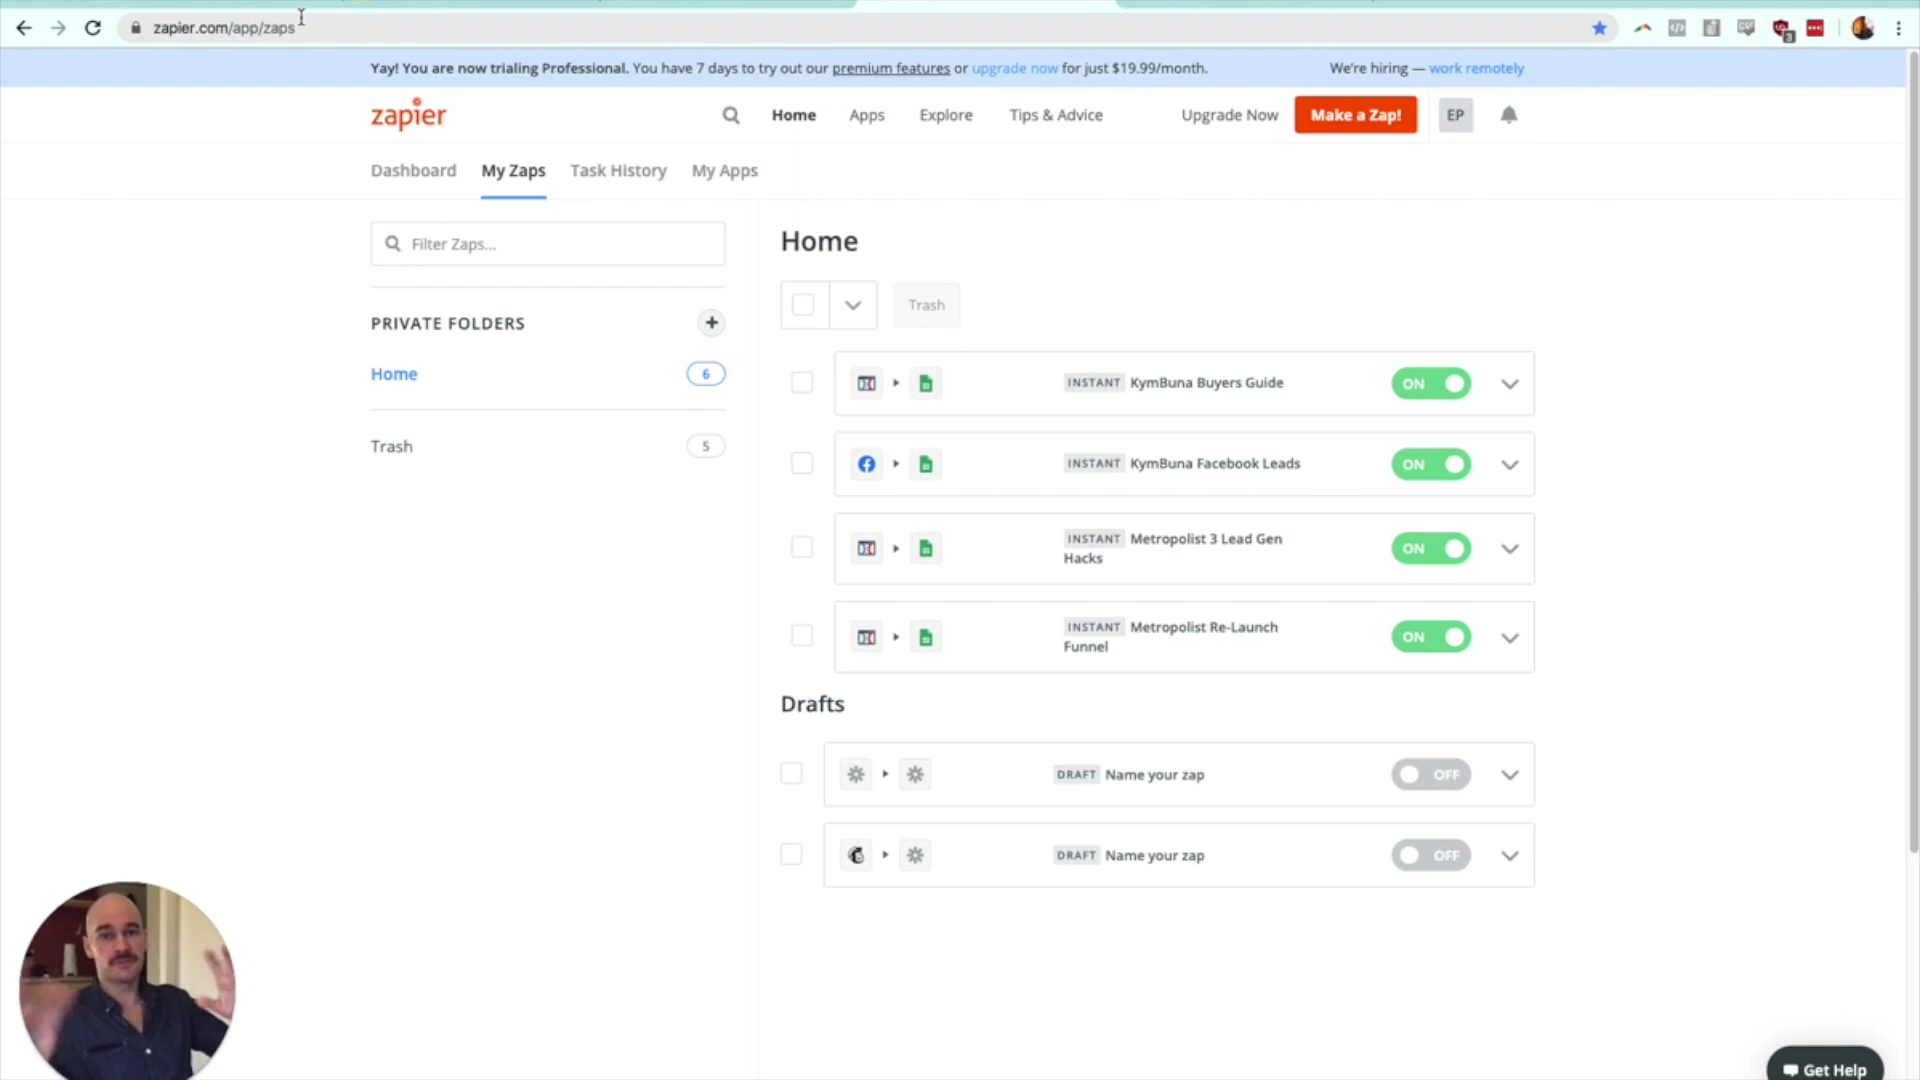 zapier.com/app/zaps
3
Yay! You are now trialing Professional. You have 7 days to try out our premium features or upgrade now for just $19.99/month.
We're hiring — work remotely
zapier
Home
Apps
Explore
Tips & Advice
Upgrade Now
Make a Zap!
EP
Dashboard
My Zaps
Task History
My Apps
Filter Zaps...
PRIVATE FOLDERS
+
Home
6
Trash
5
Home
Trash
INSTANT KymBuna Buyers Guide
ON
INSTANT KymBuna Facebook Leads
ON
INSTANT Metropolist 3 Lead Gen
Hacks
ON
INSTANT Metropolist Re-Launch
Funnel
ON
Drafts
DRAFT Name your zap
OFF
DRAFT Name your zap
OFF
Get Help